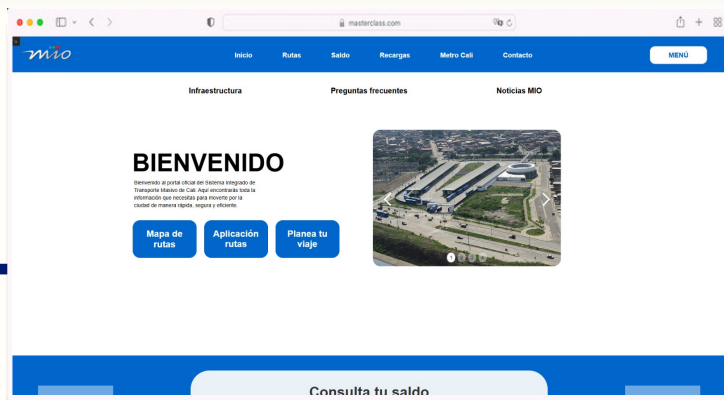 masterclass.com
mio
Inicio Rutas Saldo Recargas Metro Cali Contacto
MENÚ
Infraestructura Preguntas frecuentes Noticias MIO
BIENVENIDO
Bienvenido al portal oficial del Sistema Integrado de
Transporte Masivo de Cali. Aquí encontrarás toda la
información que necesitas para moverte por la
ciudad de manera rápida, segura y eficiente.
Mapa de
rutas
Aplicación
rutas
Planea tu
viaje
1
Consulta tu saldo